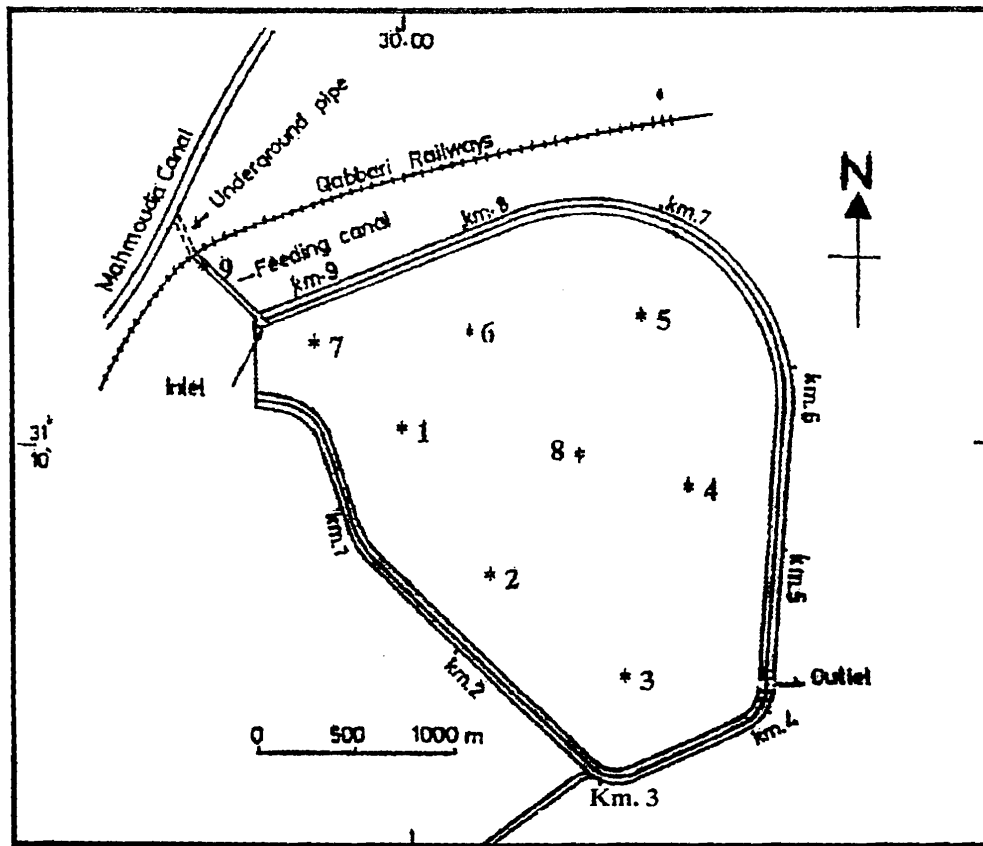 30.00
Mahmoudia Canal
Underground pipe
Qabbari Railways
N
Feeding canal
9
km.9
km.8
km.7
7
6
5
Inlet
km.6
31°
10'
1
8
4
km.1
2
km.5
km.2
3
Outlet
km.4
0 500 1000 m
Km. 3